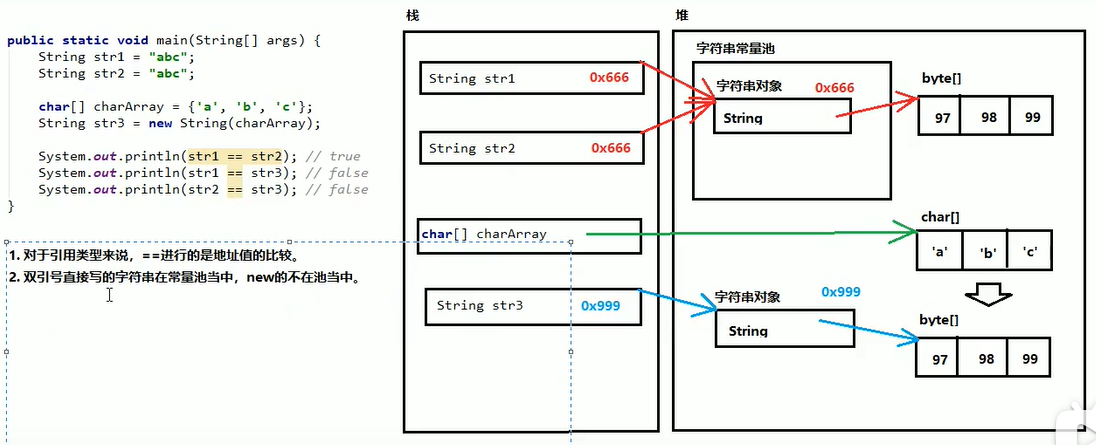 public static void main(String[] args) {
String str1 = "abc";
String str2 = "abc";
char[] charArray = {'a', 'b', 'c'};
String str3 = new String(charArray);
System.out.println(str1 == str2); // true
System.out.println(str1 == str3); // false
System.out.println(str2 == str3); // false
}
1. 对于引用类型来说，==进行的是地址值的比较。
2. 双引号直接写的字符串在常量池当中，new的不在池当中。
栈
String str1 0x666
String str2 0x666
char[] charArray
String str3 0x999
堆
字符串常量池
字符串对象 0x666
String
byte[]
97 98 99
char[]
'a' 'b' 'c'
字符串对象 0x999
String
byte[]
97 98 99